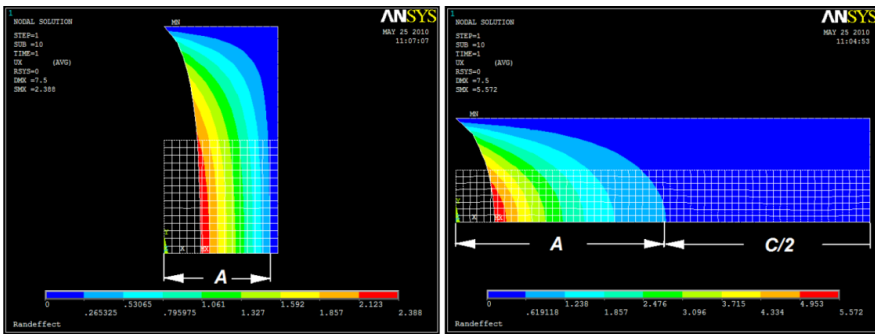 1
NODAL SOLUTION
STEP=1
SUB =10
TIME=1
UX (AVG)
RSYS=0
DMX =7.5
SMX =2.388
ANSYS
MAY 25 2010
11:07:07
MN
Y
X
MX
A
0 .53065 1.061 1.592 2.123
.265325 .795975 1.327 1.857 2.388
Randeffect
1
NODAL SOLUTION
STEP=1
SUB =10
TIME=1
UX (AVG)
RSYS=0
DMX =7.5
SMX =5.572
ANSYS
MAY 25 2010
11:04:53
MN
X
MX
A
C/2
0 1.238 2.476 3.715 4.953
.619118 1.857 3.096 4.334 5.572
Randeffect